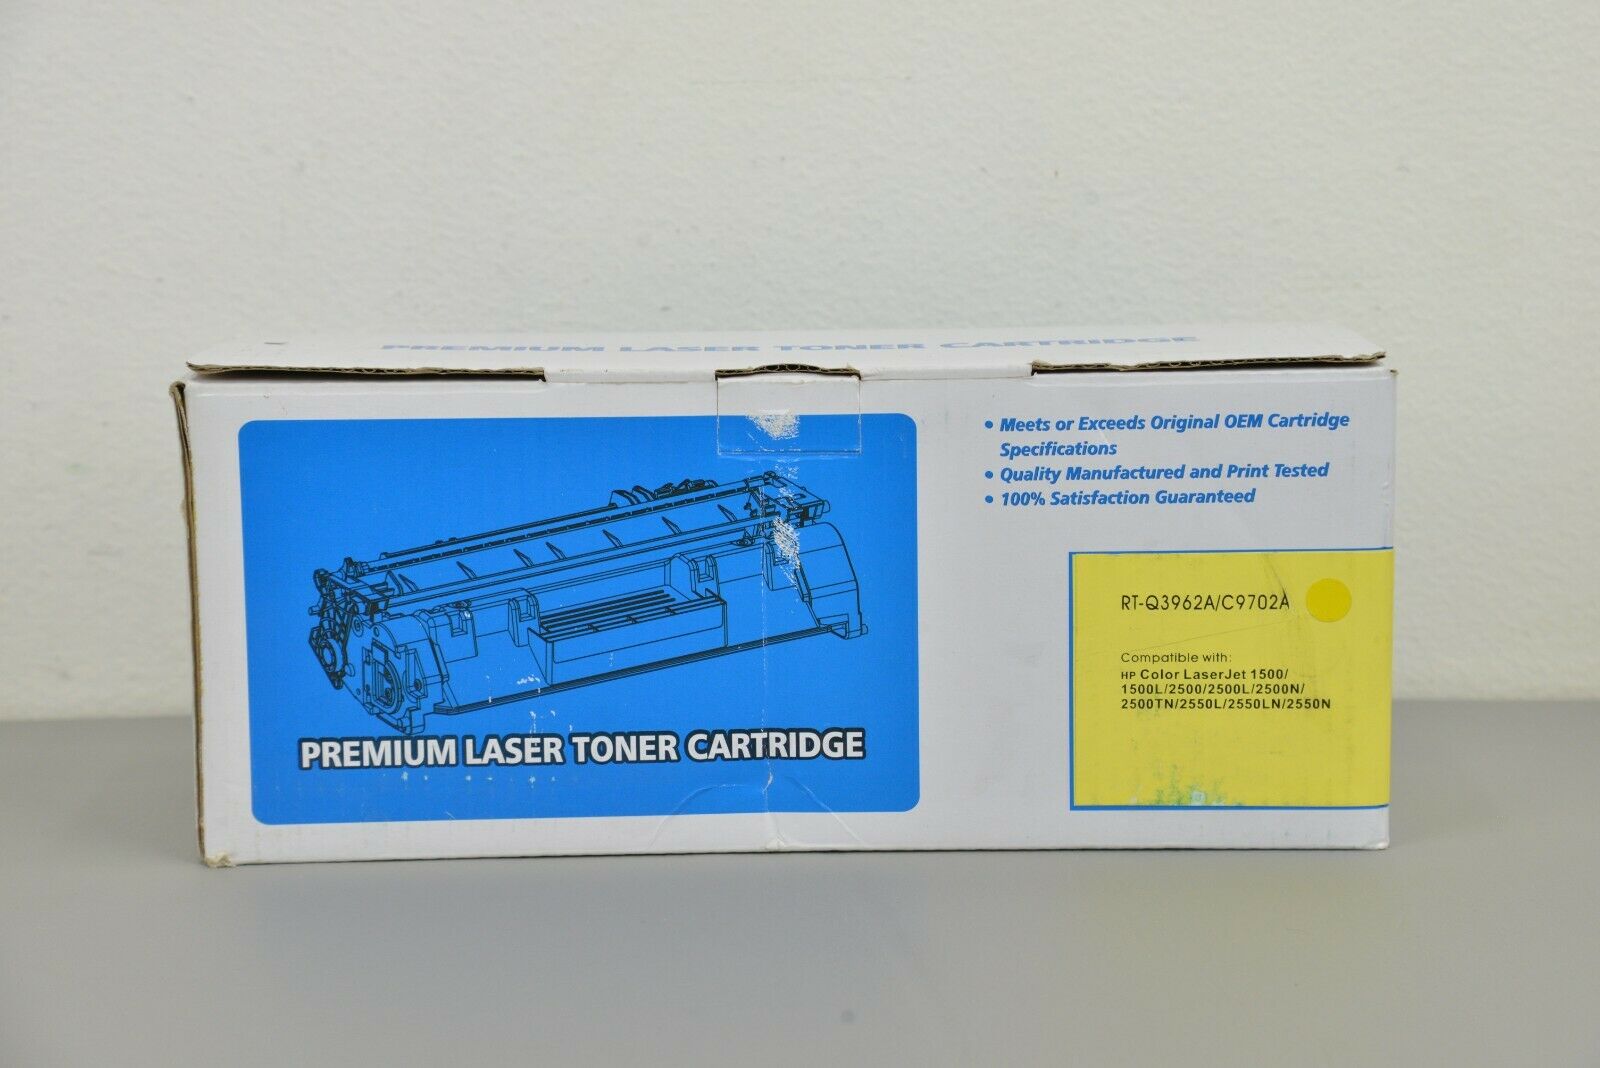 PREMIUM LASER TONER CARTRIDGE
• Meets or Exceeds Original OEM Cartridge
Specifications
• Quality Manufactured and Print Tested
• 100% Satisfaction Guaranteed
PREMIUM LASER TONER CARTRIDGE
RT-Q3962A/C9702A
Compatible with:
HP Color LaserJet 1500/
1500L/2500/2500L/2500N/
2500TN/2550L/2550LN/2550N